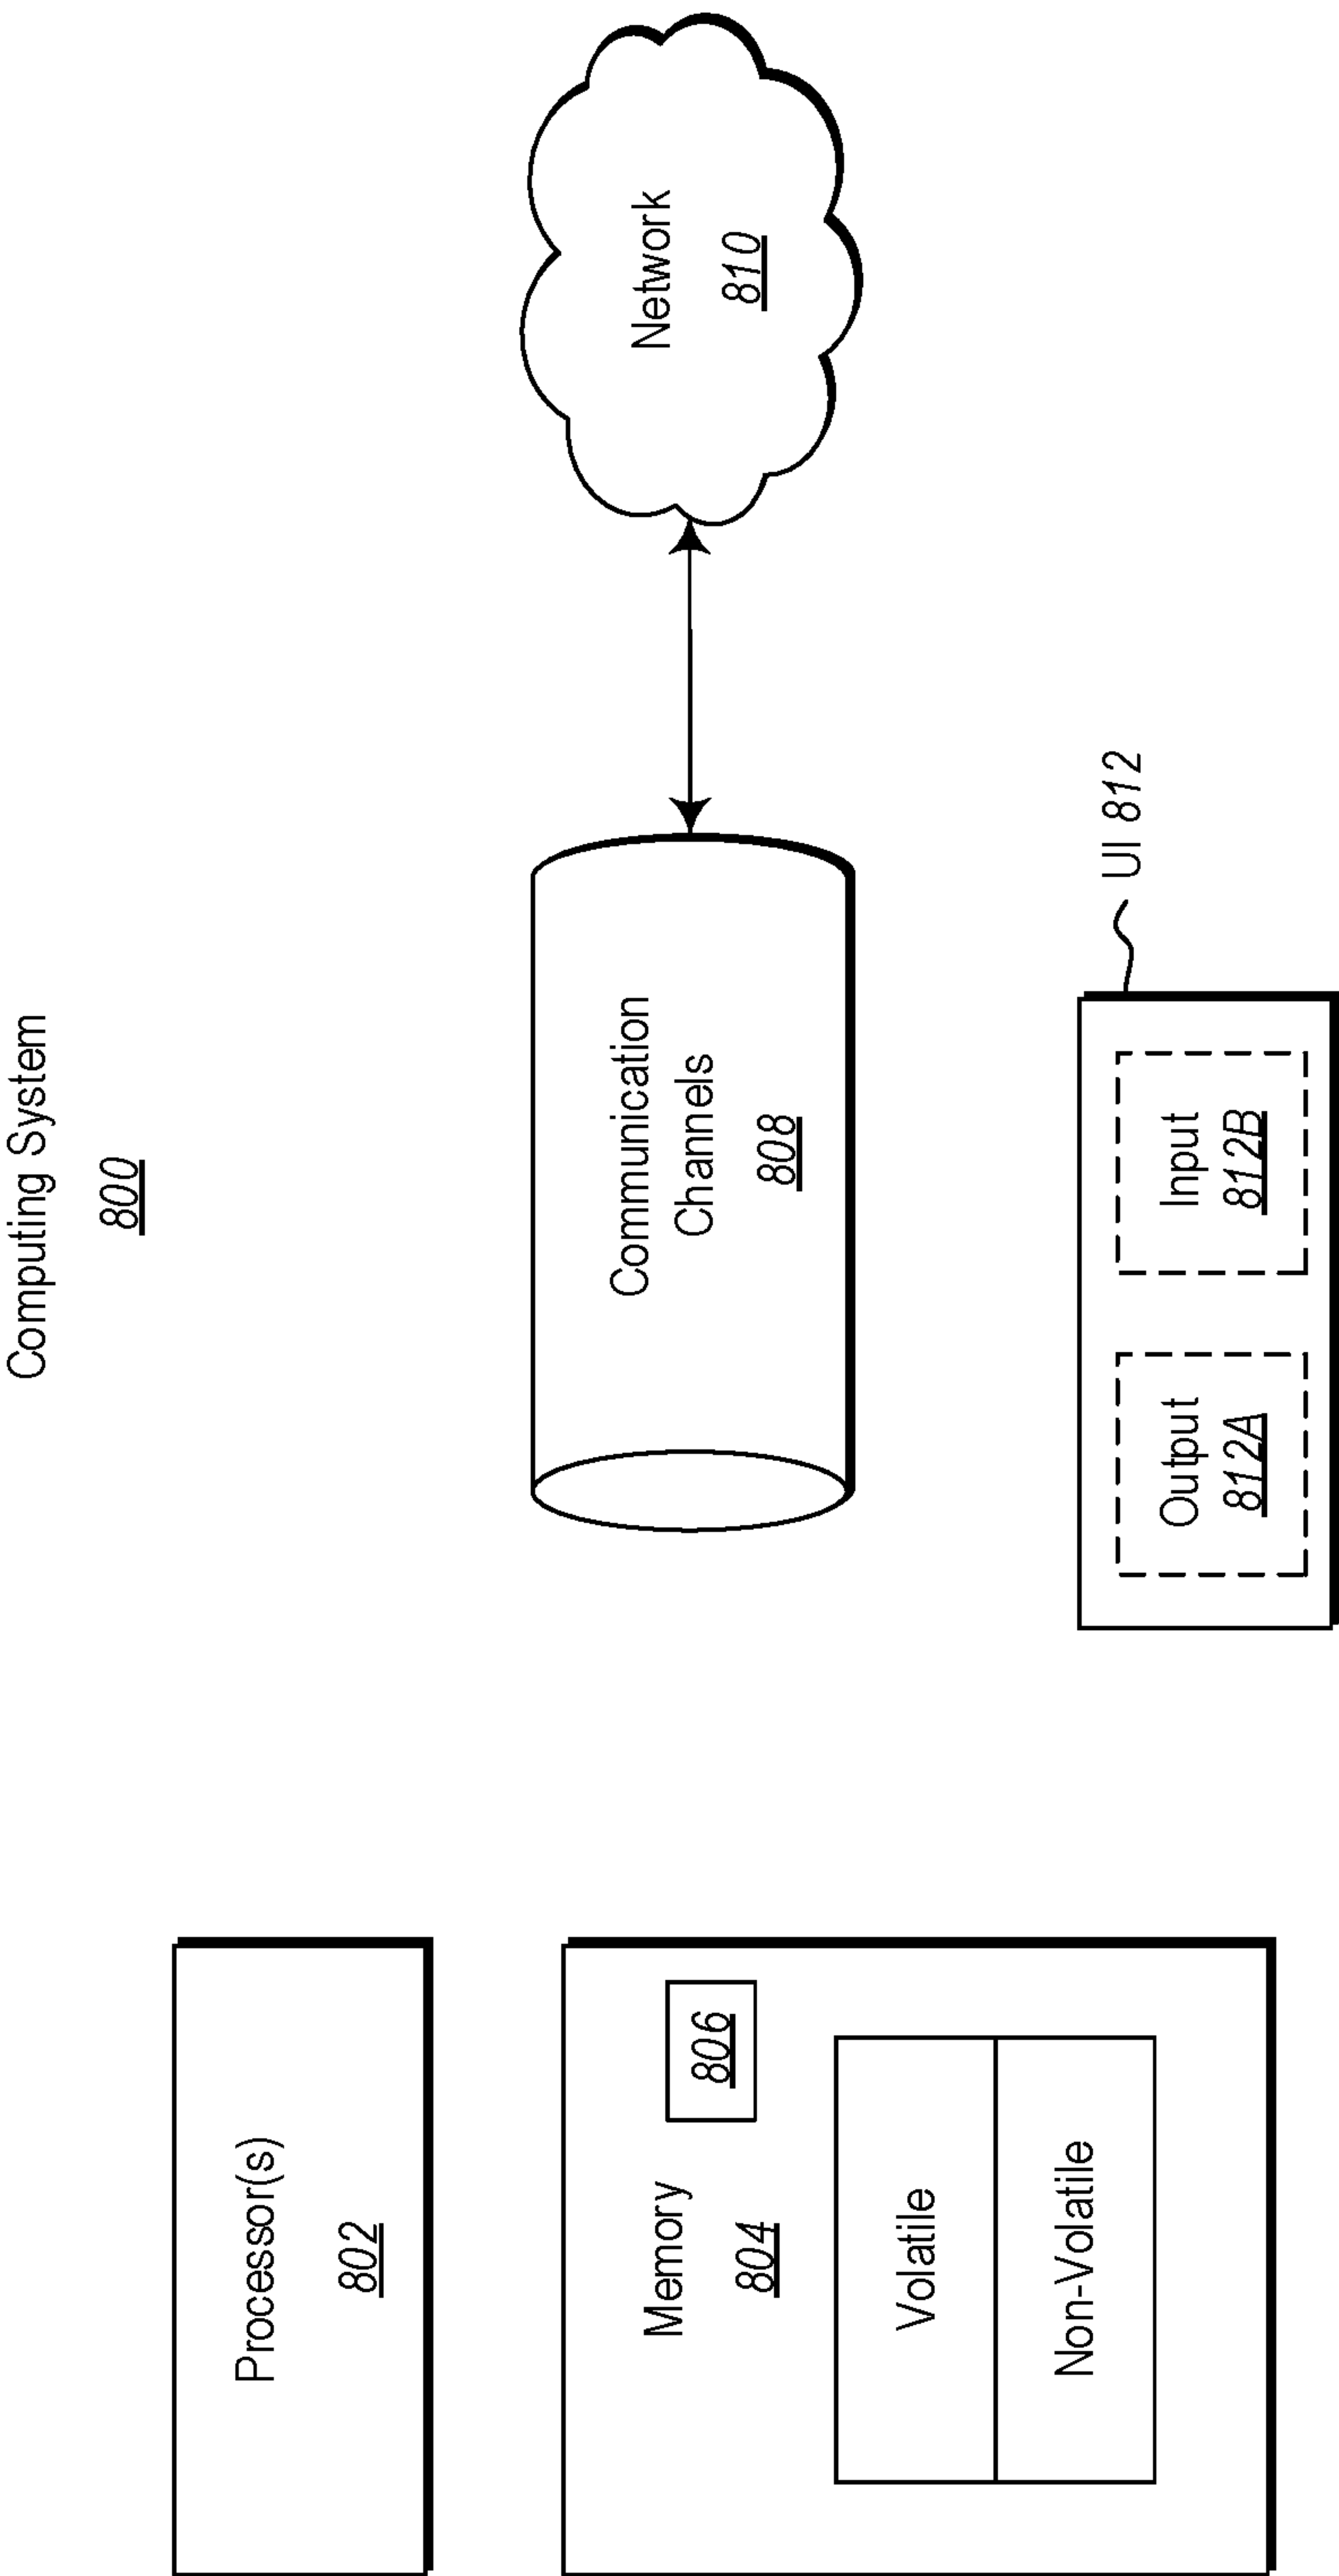 Computing System
800
Processor(s)
802
Memory
804
806
Volatile
Non-Volatile
Communication
Channels
808
Network
810
UI 812
Output
812A
Input
812B